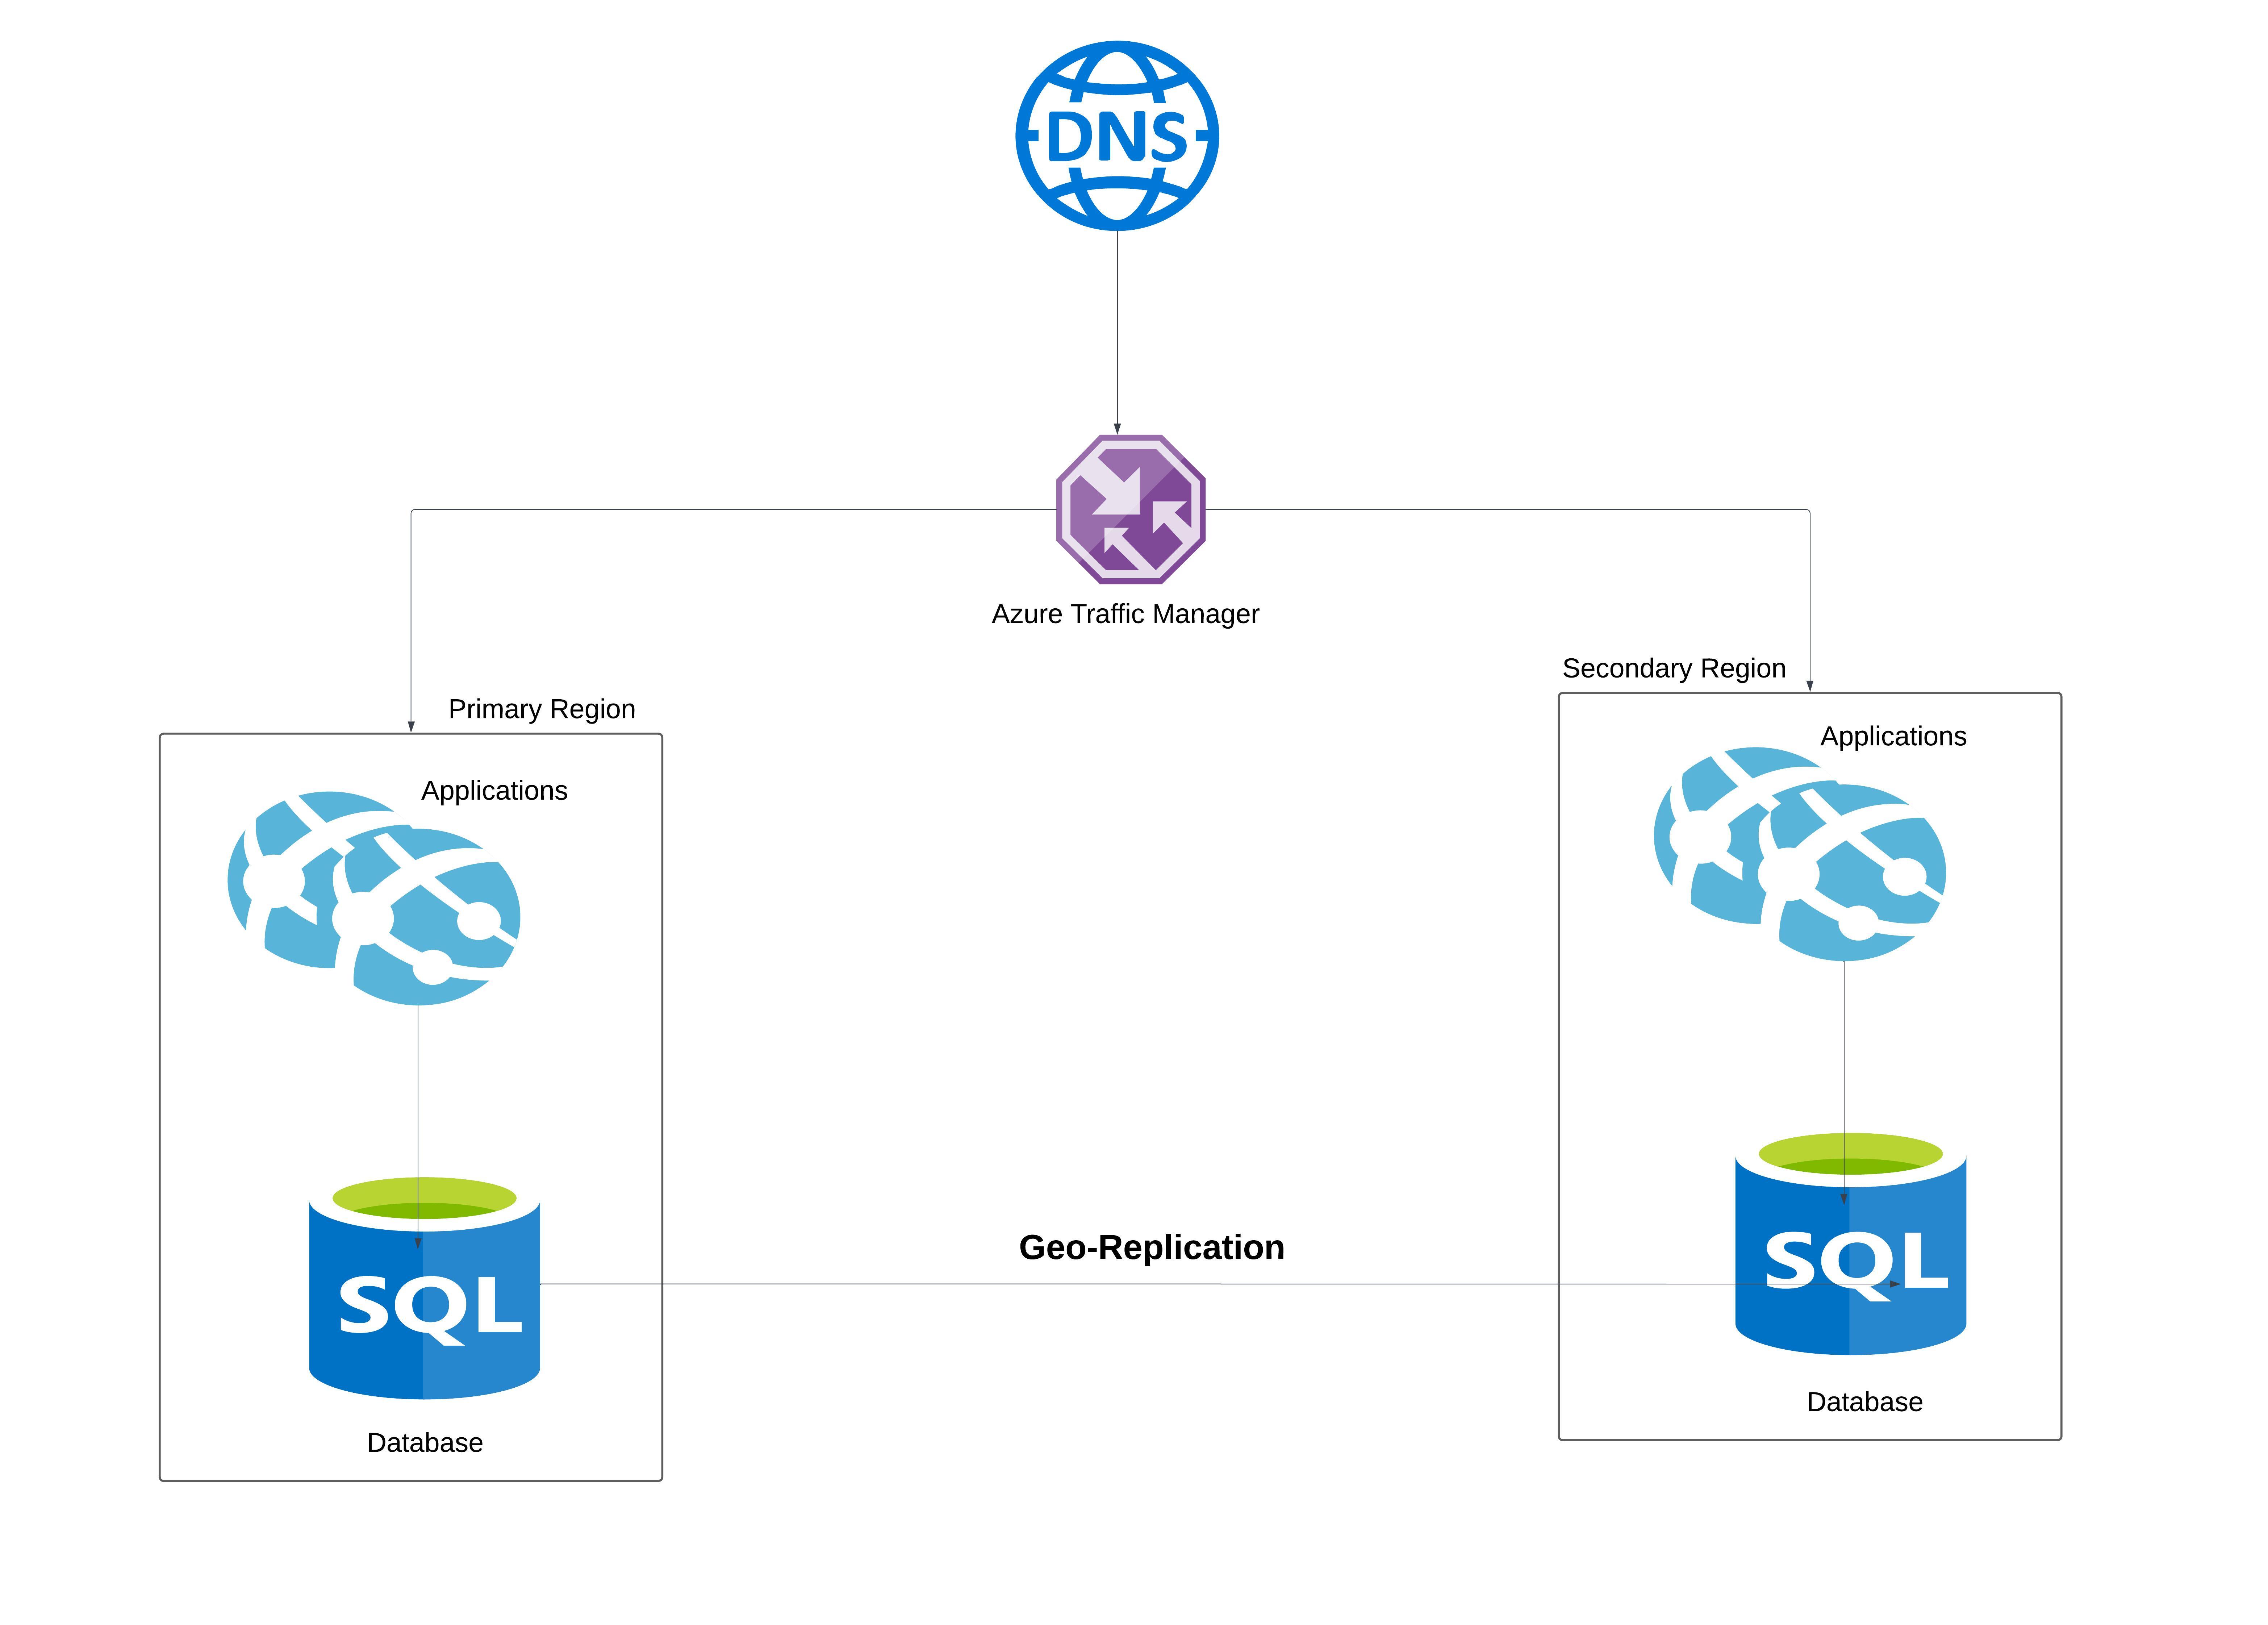 DNS
Azure Traffic Manager
Secondary Region
Primary Region
Applications
Applications
Geo-Replication
SQL
SQL
Database
Database